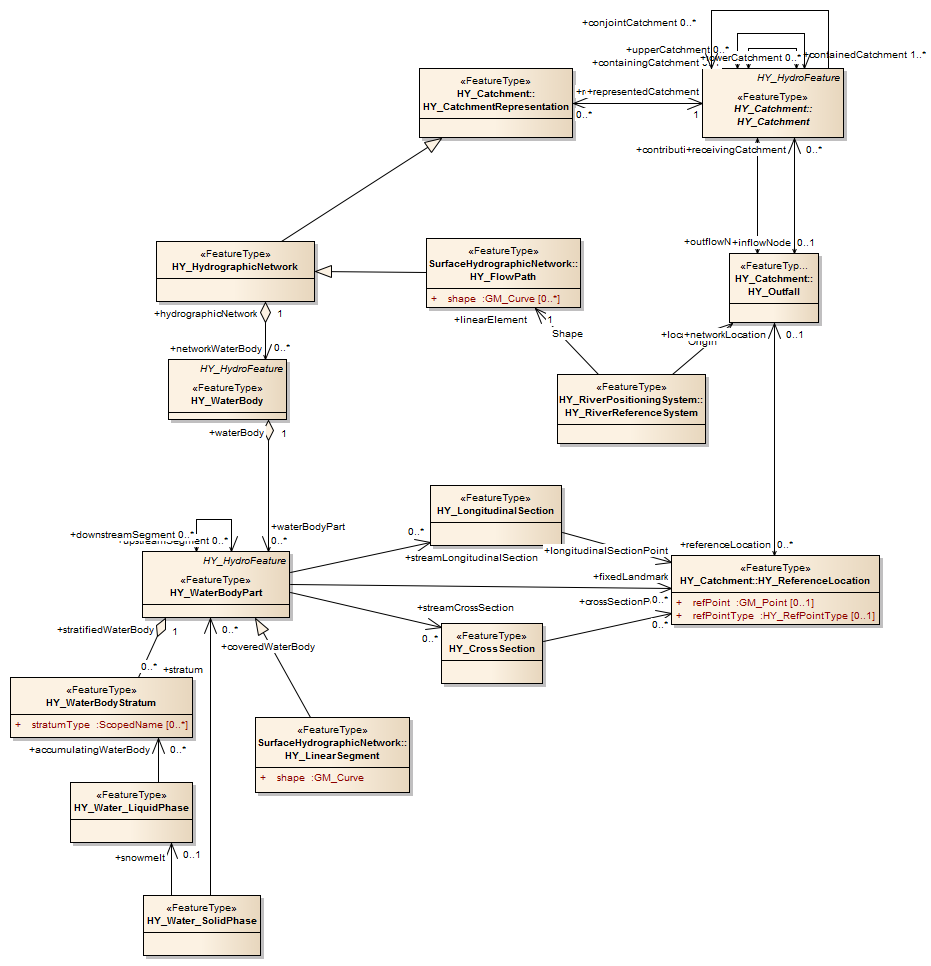 +conjointCatchment 0..*
+upperCatchment 0..*
+lowerCatchment 0..*
+containedCatchment 1..*
+containingCatchment
HY_HydroFeature
«FeatureType»
HY_Catchment::
HY_Catchment
«FeatureType»
HY_Catchment::
HY_CatchmentRepresentation
+representedCatchment
0..*
1
+contributi
+receivingCatchment
0..*
+outflowN
+inflowNode
0..1
«FeatureTyp...
HY_Catchment::
HY_Outfall
«FeatureType»
HY_HydrographicNetwork
«FeatureType»
SurfaceHydrographicNetwork::
HY_FlowPath
+ shape :GM_Curve [0..*]
+hydrographicNetwork
1
+linearElement
1
Shape
+networkLocation
0..1
Origin
+networkWaterBody
0..*
HY_HydroFeature
«FeatureType»
HY_WaterBody
«FeatureType»
HY_RiverPositioningSystem::
HY_RiverReferenceSystem
+waterBody
1
«FeatureType»
HY_LongitudinalSection
+waterBodyPart
0..*
+downstreamSegment 0..*
+upstreamSegment 0..*
0..*
+streamLongitudinalSection
+longitudinalSectionPoint
+referenceLocation
0..*
HY_HydroFeature
«FeatureType»
HY_WaterBodyPart
+fixedLandmark
0..*
«FeatureType»
HY_Catchment::HY_ReferenceLocation
+ refPoint :GM_Point [0..1]
+ refPointType :HY_RefPointType [0..1]
+streamCrossSection
0..*
+crossSectionP
0..*
«FeatureType»
HY_CrossSection
+stratifiedWaterBody
1
0..*
+coveredWaterBody
0..*
+stratum
«FeatureType»
HY_WaterBodyStratum
+ stratumType :ScopedName [0..*]
«FeatureType»
SurfaceHydrographicNetwork::
HY_LinearSegment
+ shape :GM_Curve
+accumulatingWaterBody
0..*
«FeatureType»
HY_Water_LiquidPhase
+snowmelt
0..1
«FeatureType»
HY_Water_SolidPhase